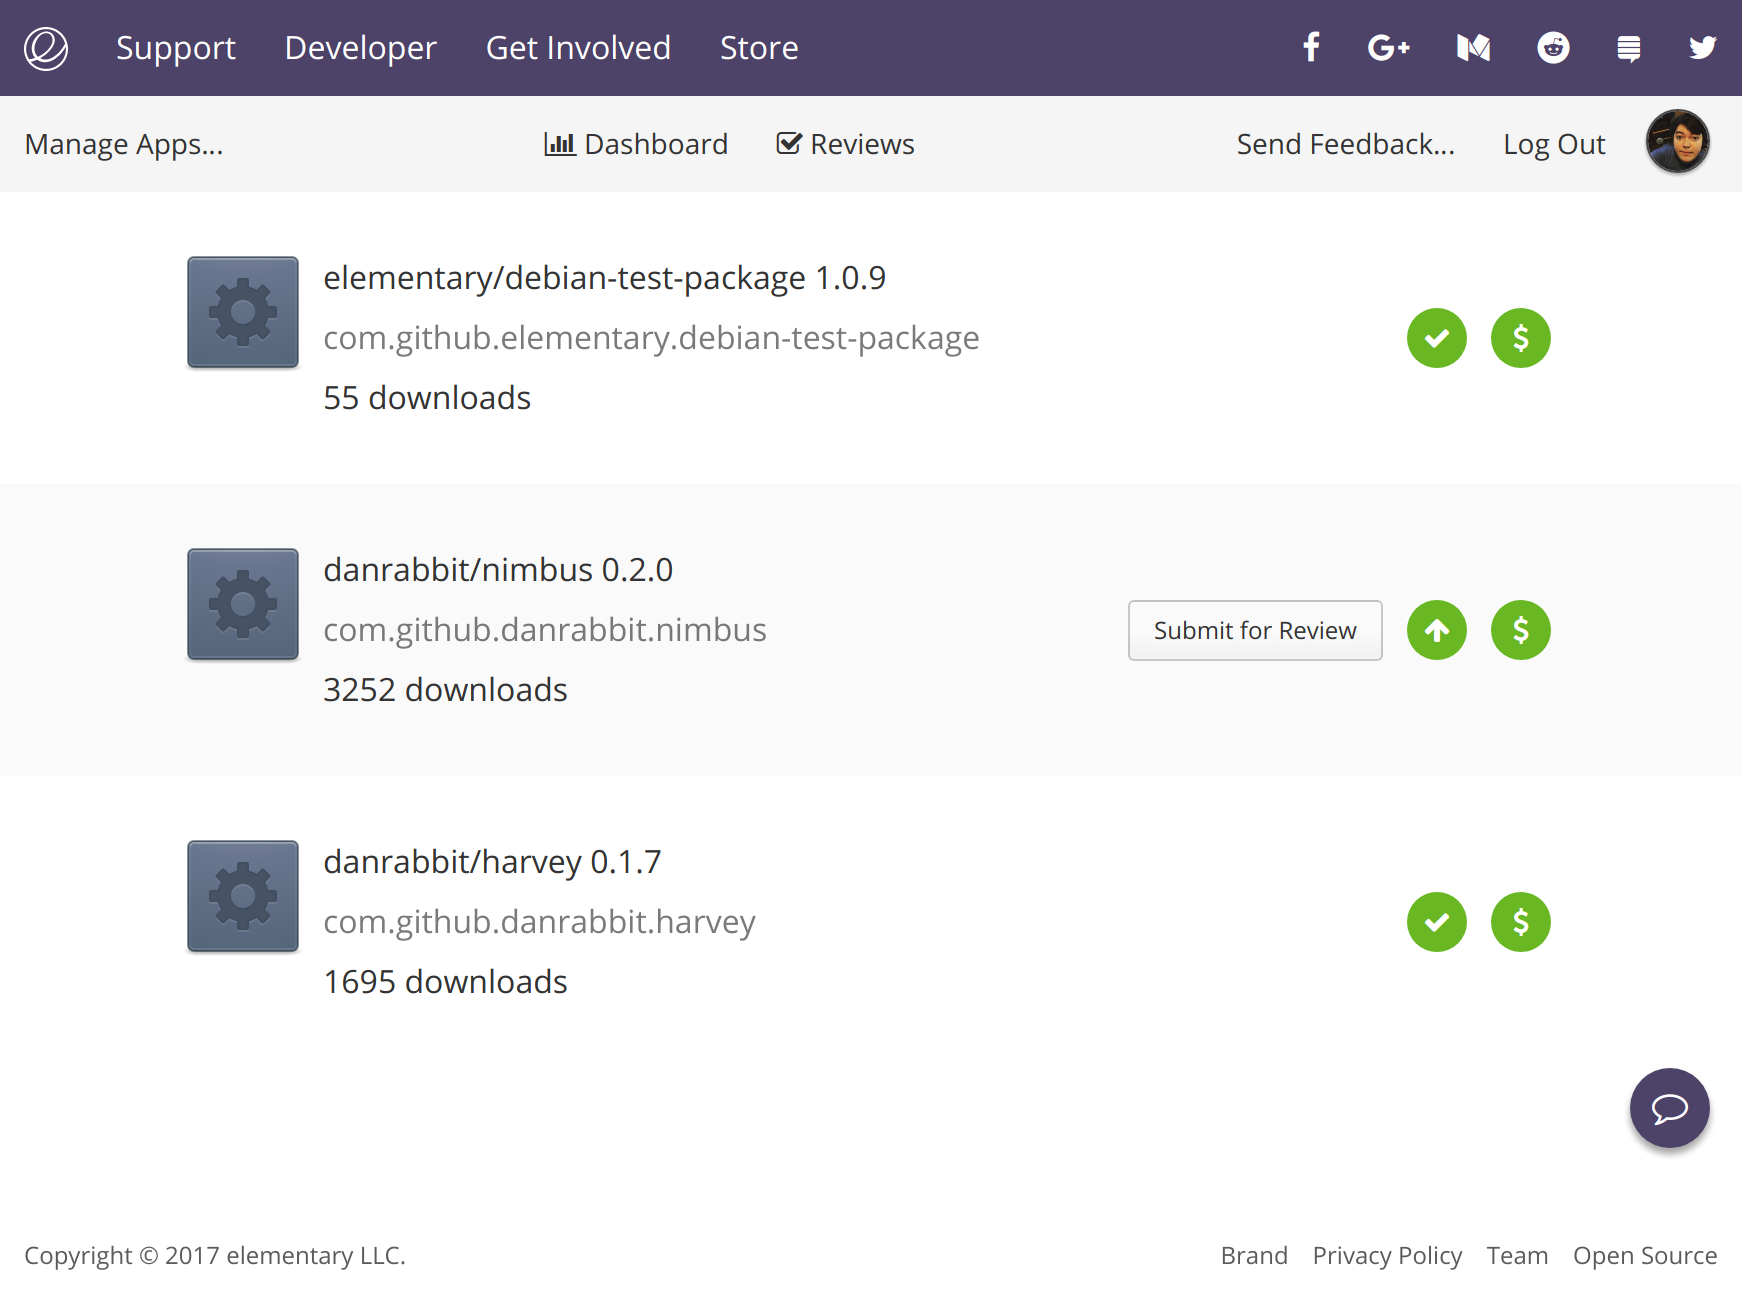 Support Developer Get Involved Store
Manage Apps... Dashboard Reviews Send Feedback... Log Out
elementary/debian-test-package 1.0.9
com.github.elementary.debian-test-package
55 downloads
danrabbit/nimbus 0.2.0
com.github.danrabbit.nimbus
Submit for Review
3252 downloads
danrabbit/harvey 0.1.7
com.github.danrabbit.harvey
1695 downloads
Copyright © 2017 elementary LLC. Brand Privacy Policy Team Open Source